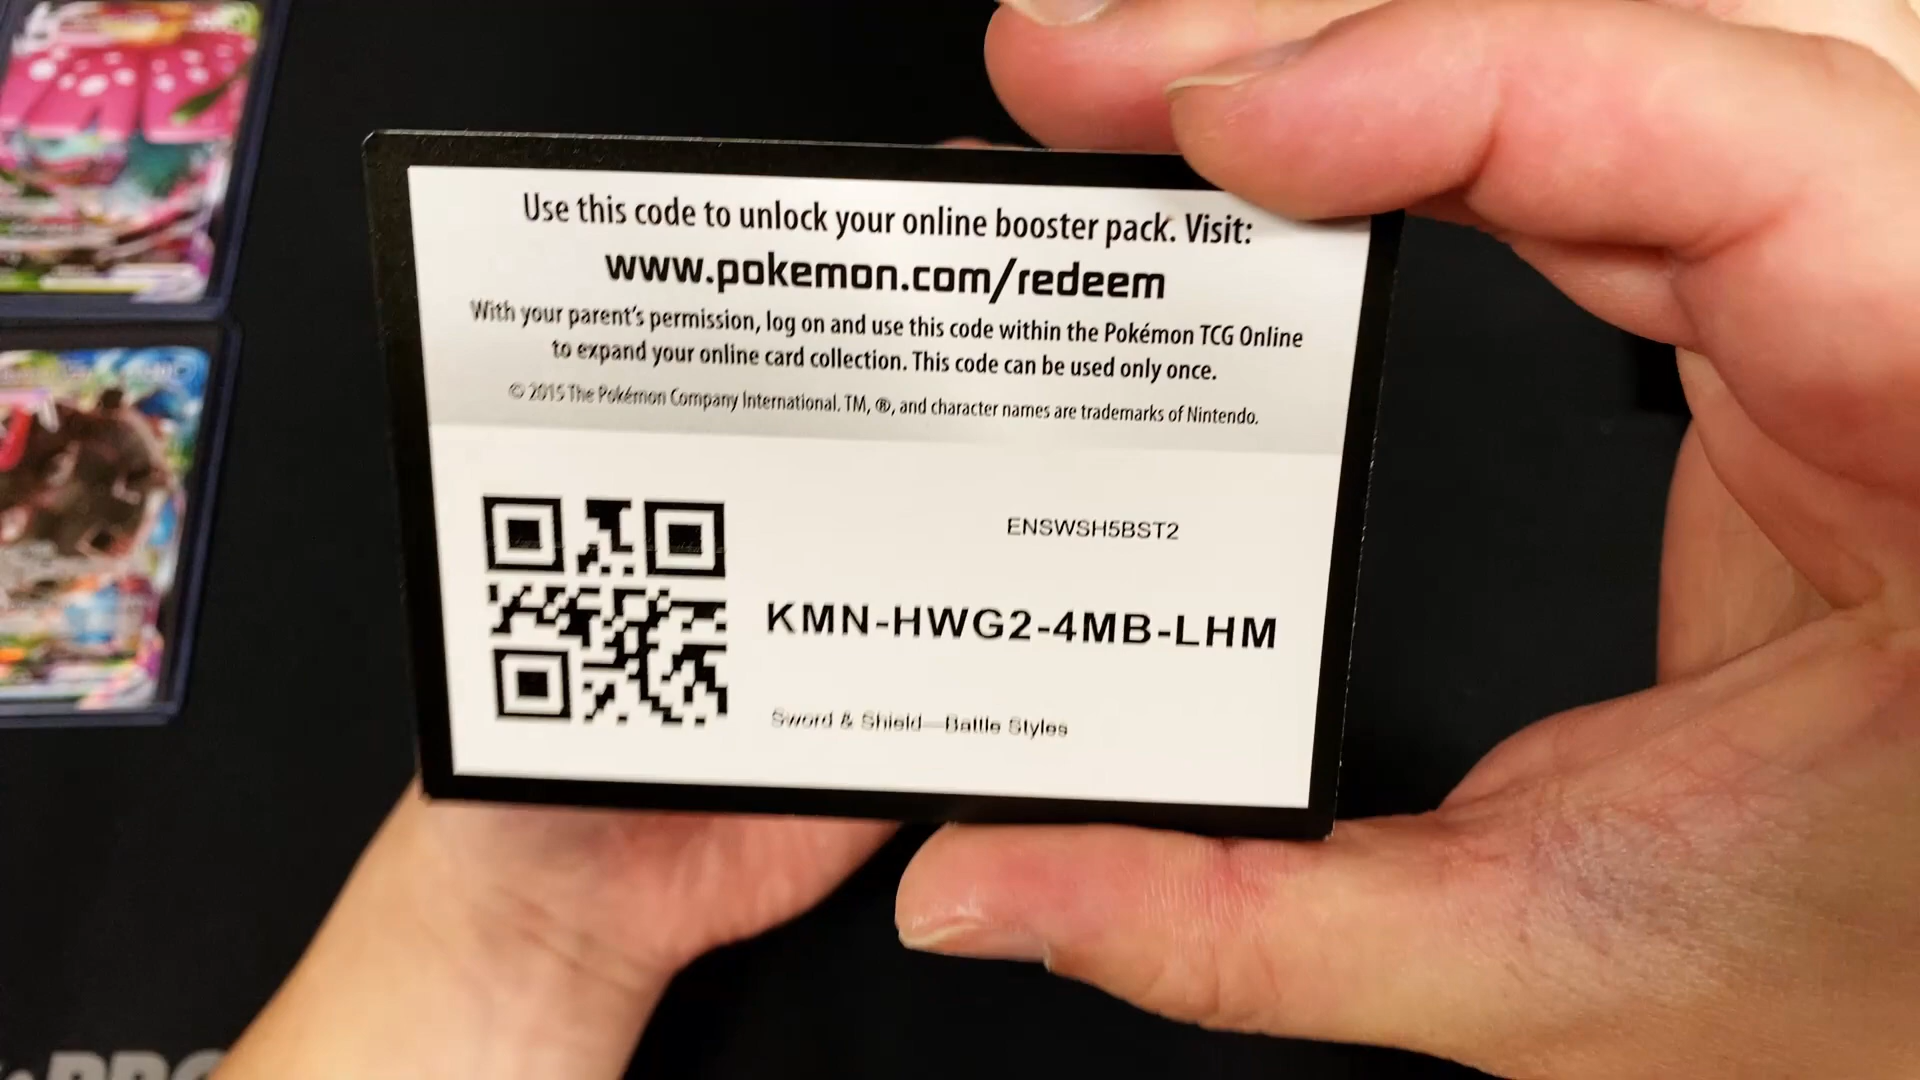 Use this code to unlock your online booster pack. Visit:
www.pokemon.com/redeem
With your parent's permission, log on and use this code within the Pokémon TCG Online
to expand your online card collection. This code can be used only once.
© 2015 The Pokémon Company International. TM, ®, and character names are trademarks of Nintendo.
ENSWSH5BST2
KMN-HWG2-4MB-LHM
Sword & Shield—Battle Styles